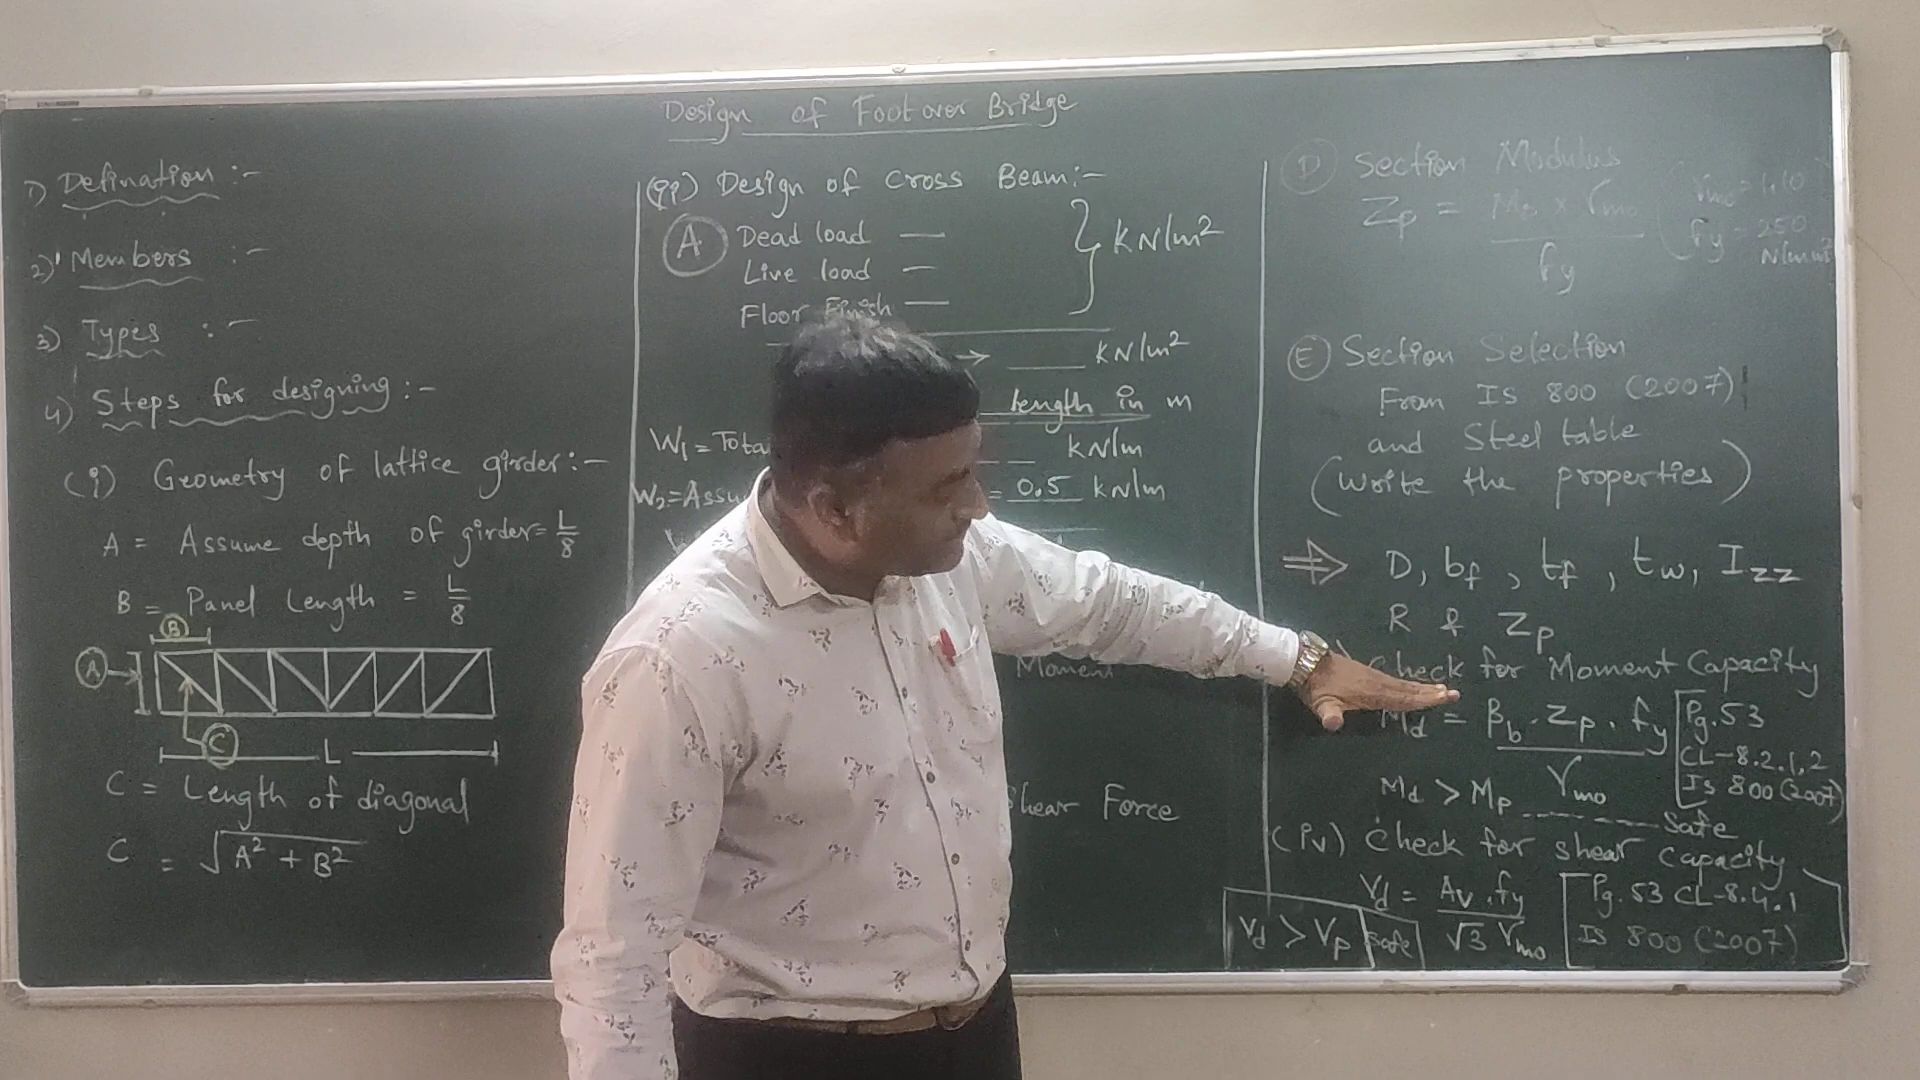 Design of Foot over Bridge
1) Defination :-
2) Members :-
3) Types :-
4) Steps for designing :-
(i) Geometry of lattice girder :-
A = Assume depth of girder = L/8
B = Panel Length = L/8
B
A
C
L
C = Length of diagonal
C = √A² + B²
(ii) Design of Cross Beam :-
A Dead load — } KN/m²
Live load —
Floor Finish —
→ ___ KN/m²
length in m
W1 = Tota ___ KN/m
W2 = Assu = 0.5 KN/m
Moment
Shear Force
D Section Modulus
Zp = M × γmo / fy ( γmo = 1.10
fy = 250
N/mm²
E Section Selection
From IS 800 (2007)
and Steel table
(Write the properties)
⇒ D, bf, tf, tw, Izz
R & Zp
Check for Moment Capacity
Md = βb . Zp . fy / γmo [Pg. 53
CL-8.2.1.2
Is 800 (2007)
Md > Mp ------ Safe
(iv) Check for shear Capacity
Vd = Av . fy / √3 γmo [Pg. 53 CL-8.4.1
IS 800 (2007)]
Vd > Vp Safe